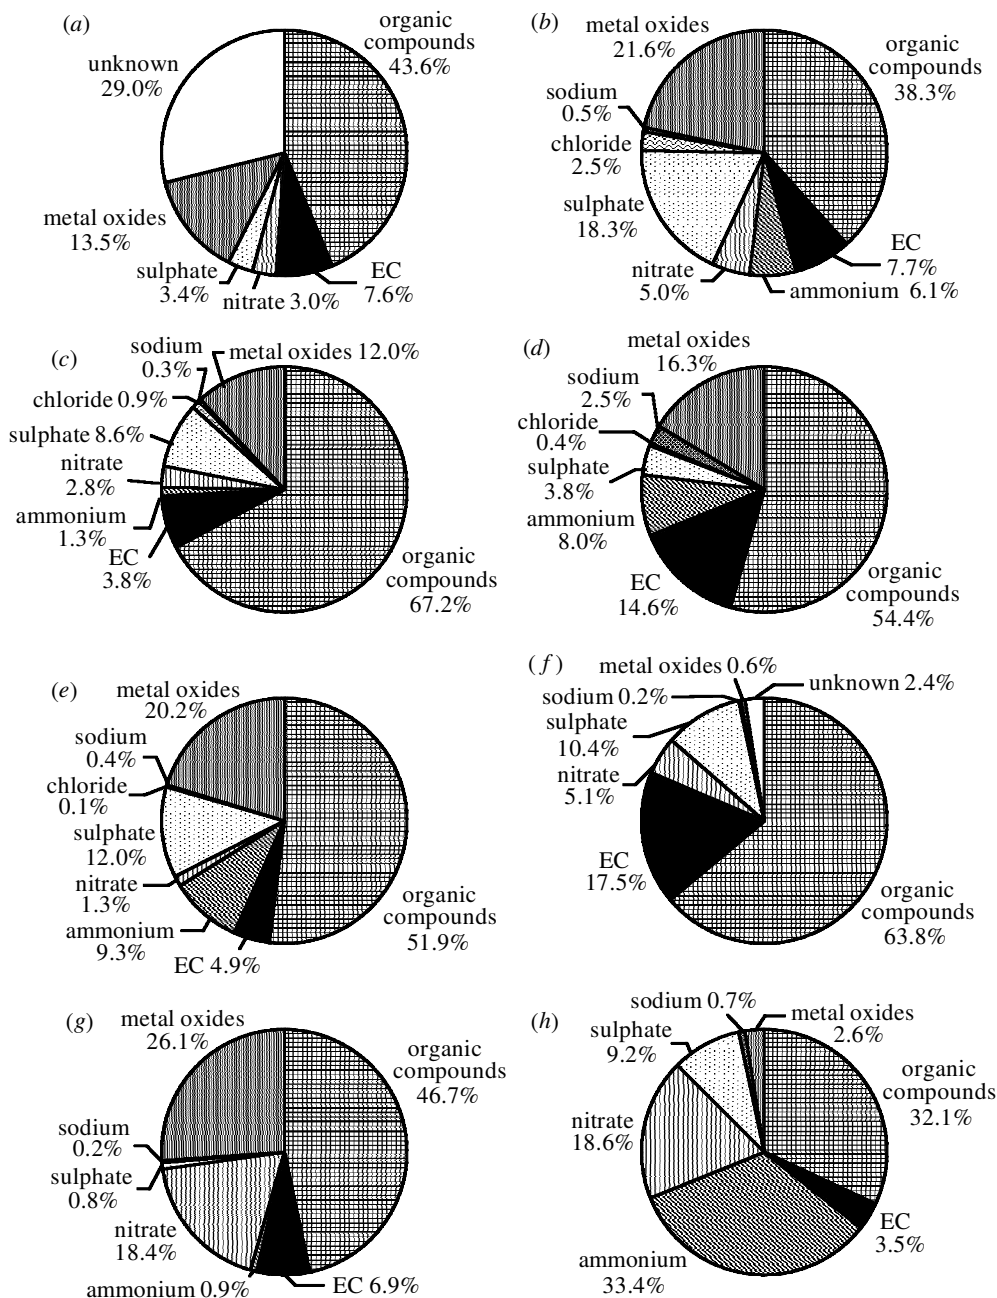 (a)
organic
compounds
43.6%
unknown
29.0%
metal oxides
13.5%
sulphate
3.4%
nitrate 3.0%
EC
7.6%
(b)
metal oxides
21.6%
organic
compounds
38.3%
sodium
0.5%
chloride
2.5%
sulphate
18.3%
nitrate
5.0%
EC
7.7%
ammonium 6.1%
(c)
sodium
0.3%
metal oxides 12.0%
chloride 0.9%
sulphate 8.6%
nitrate
2.8%
ammonium
1.3%
EC
3.8%
organic
compounds
67.2%
(d)
metal oxides
16.3%
sodium
2.5%
chloride
0.4%
sulphate
3.8%
ammonium
8.0%
EC
14.6%
organic
compounds
54.4%
(e)
metal oxides
20.2%
sodium
0.4%
chloride
0.1%
sulphate
12.0%
nitrate
1.3%
ammonium
9.3%
EC 4.9%
organic
compounds
51.9%
(f)
metal oxides 0.6%
unknown 2.4%
sodium 0.2%
sulphate
10.4%
nitrate
5.1%
EC
17.5%
organic
compounds
63.8%
(g)
metal oxides
26.1%
organic
compounds
46.7%
sodium
0.2%
sulphate
0.8%
nitrate
18.4%
ammonium 0.9%
EC 6.9%
(h)
sodium 0.7%
metal oxides
2.6%
sulphate
9.2%
organic
compounds
32.1%
nitrate
18.6%
EC
3.5%
ammonium
33.4%